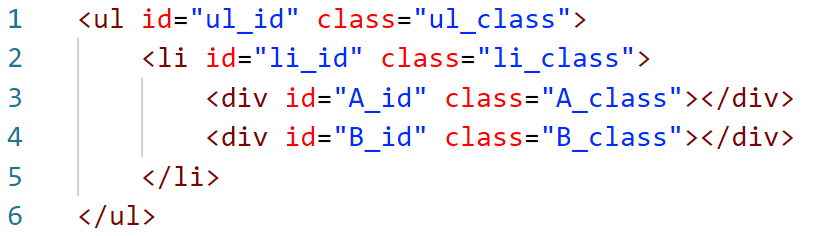 1 <ul id="ul_id" class="ul_class">
2 <li id="li_id" class="li_class">
3 <div id="A_id" class="A_class"></div>
4 <div id="B_id" class="B_class"></div>
5 </li>
6 </ul>